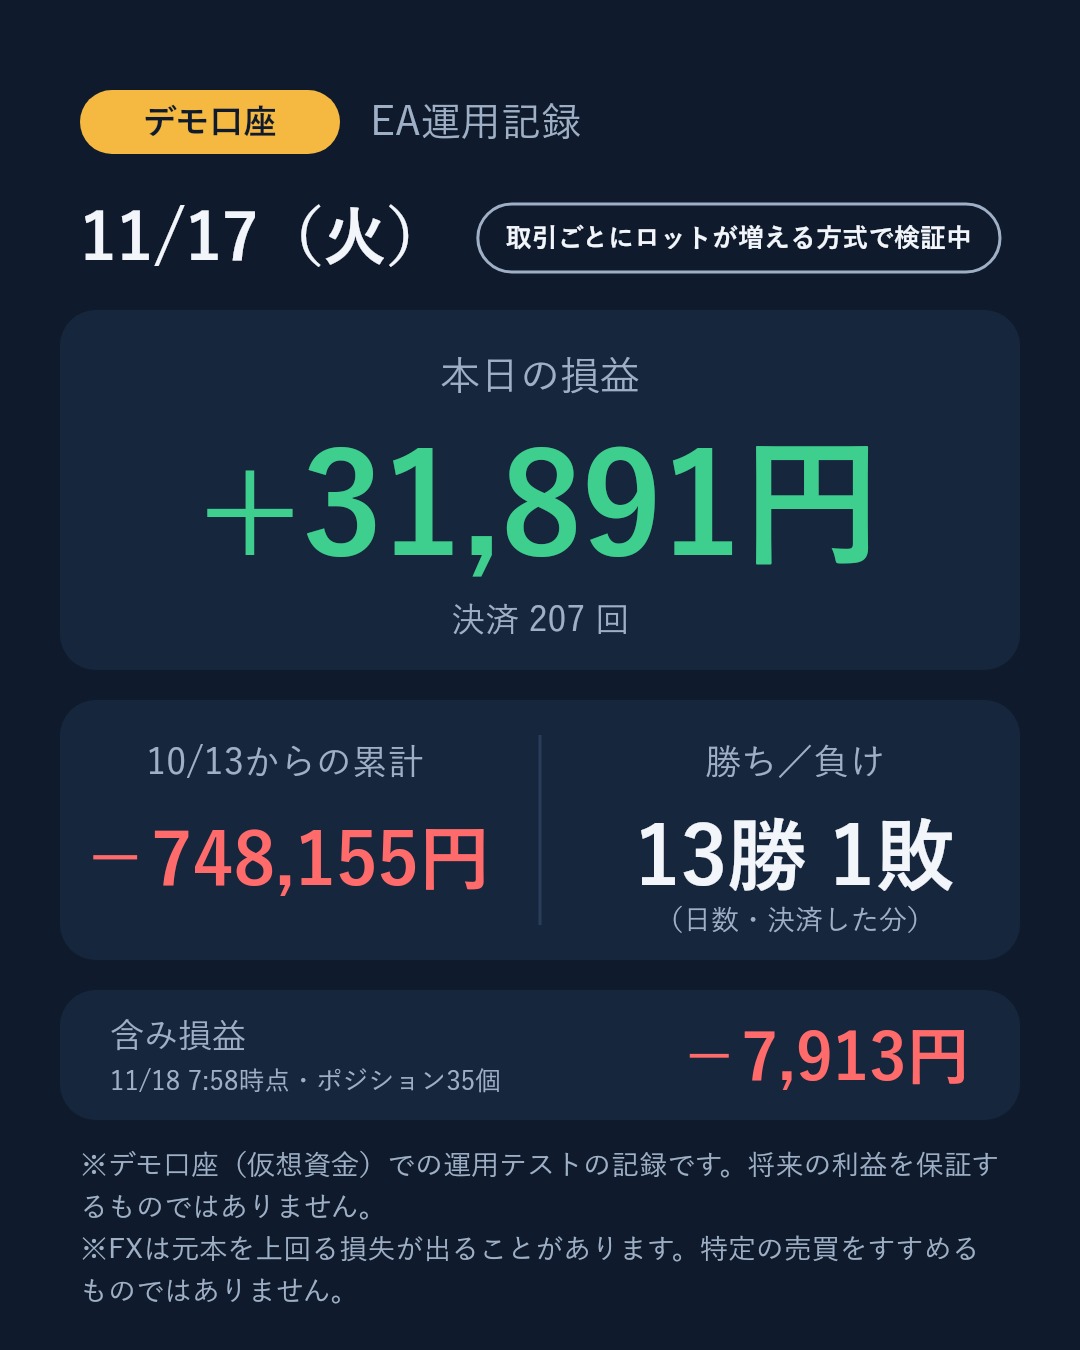 デモ口座
EA運用記録
11/17（火）
取引ごとにロットが増える方式で検証中
本日の損益
+31,891円
決済 207 回
10/13からの累計
－748,155円
勝ち／負け
13勝 1敗
（日数・決済した分）
含み損益
11/18 7:58時点・ポジション35個
－7,913円
※デモ口座（仮想資金）での運用テストの記録です。将来の利益を保証す
るものではありません。
※FXは元本を上回る損失が出ることがあります。特定の売買をすすめる
ものではありません。